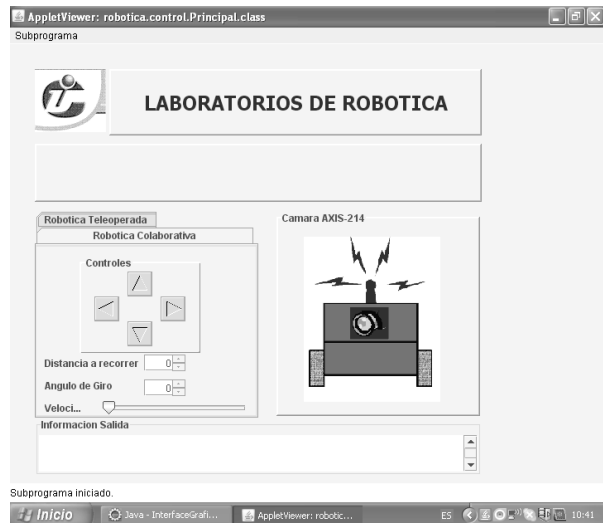 AppletViewer: robotica.control.Principal.class
Subprograma
LABORATORIOS DE ROBOTICA
Robotica Teleoperada
Robotica Colaborativa
Controles
Distancia a recorrer 0
Angulo de Giro 0
Veloci...
Camara AXIS-214
Informacion Salida
Subprograma iniciado.
Inicio
Java - InterfaceGrafi...
AppletViewer: robotic...
ES
10:41